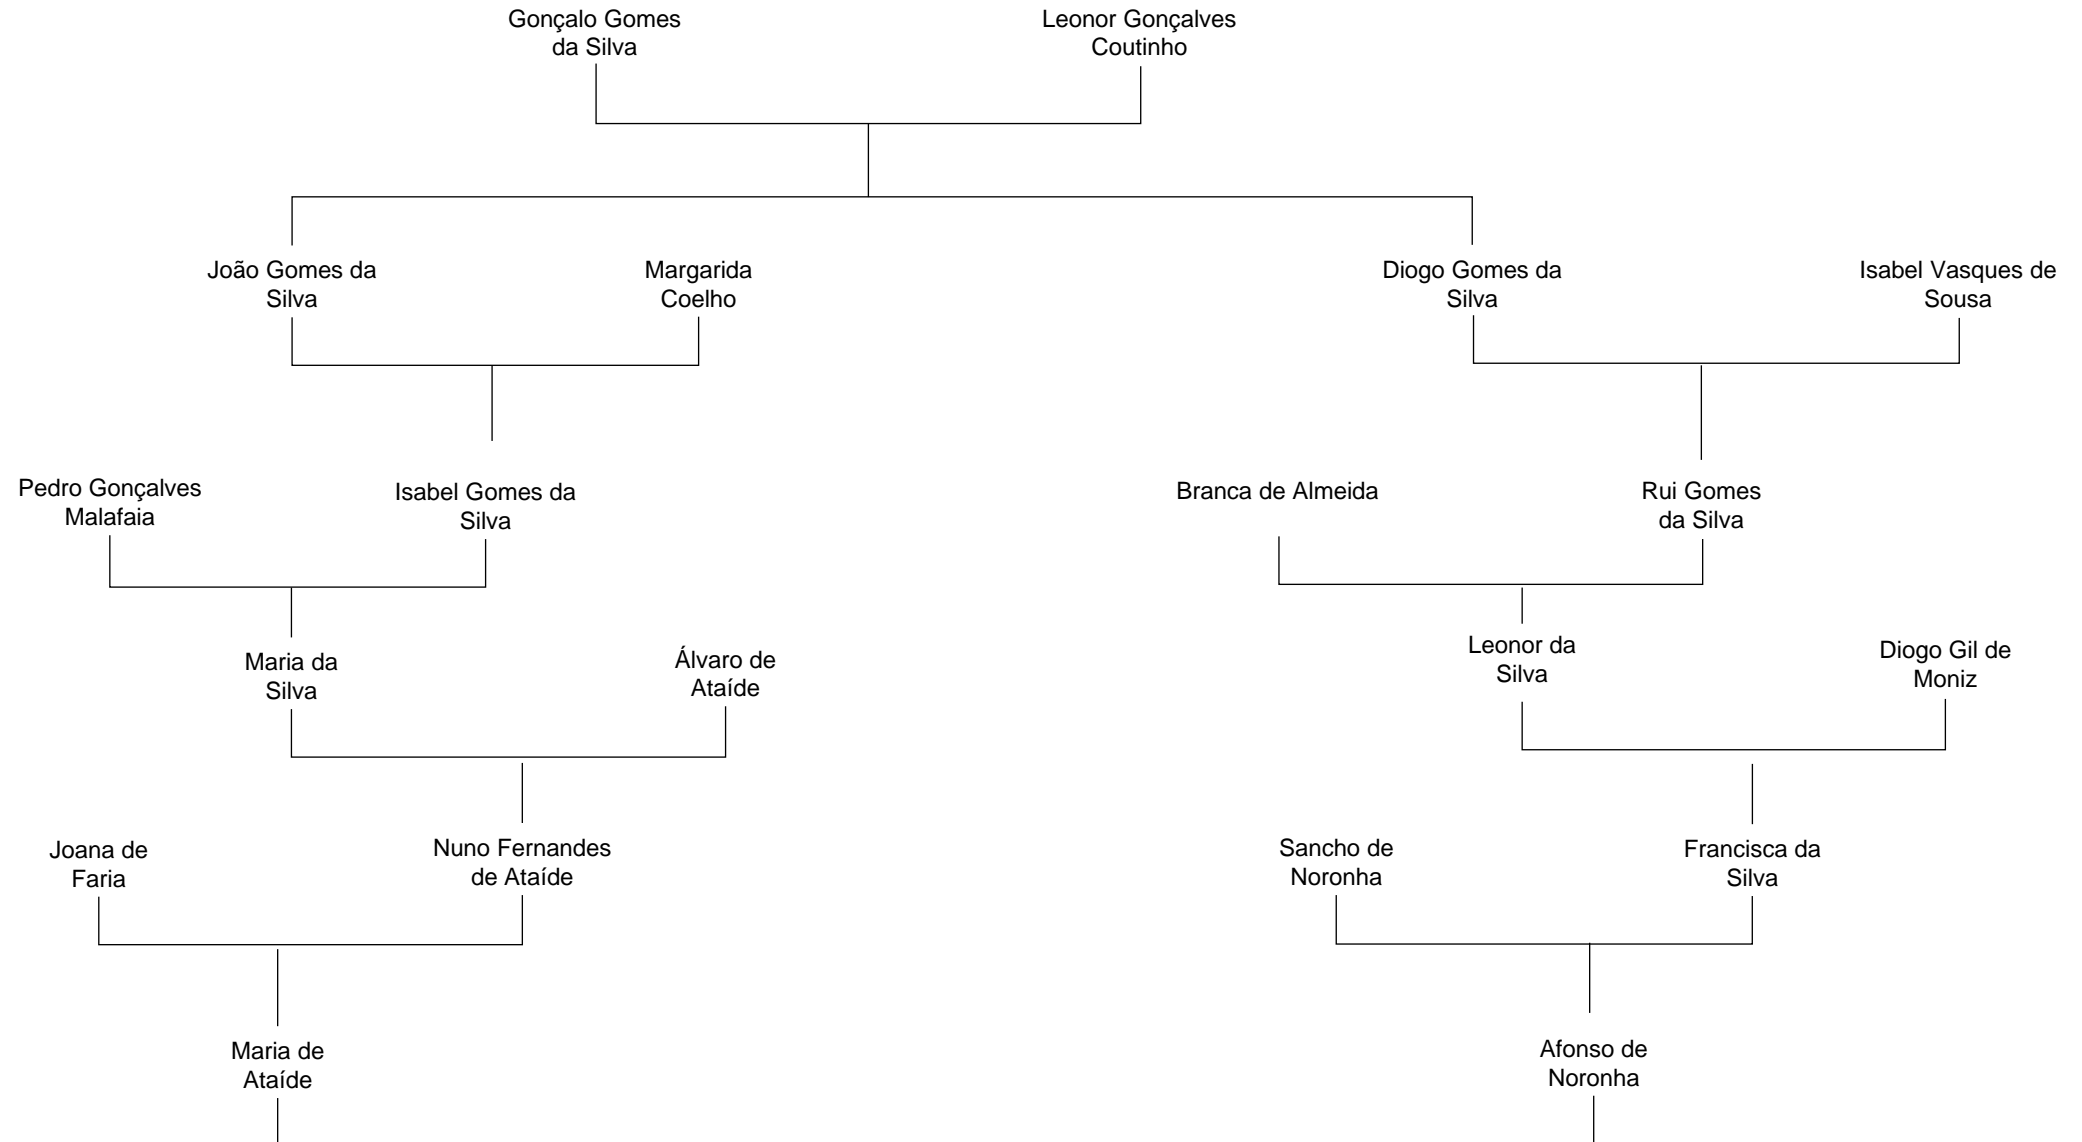 Gonçalo Gomes
da Silva
Leonor Gonçalves
Coutinho
João Gomes da
Silva
Margarida
Coelho
Diogo Gomes da
Silva
Isabel Vasques de
Sousa
Pedro Gonçalves
Malafaia
Isabel Gomes da
Silva
Branca de Almeida
Rui Gomes
da Silva
Maria da
Silva
Álvaro de
Ataíde
Leonor da
Silva
Diogo Gil de
Moniz
Joana de
Faria
Nuno Fernandes
de Ataíde
Sancho de
Noronha
Francisca da
Silva
Maria de
Ataíde
Afonso de
Noronha